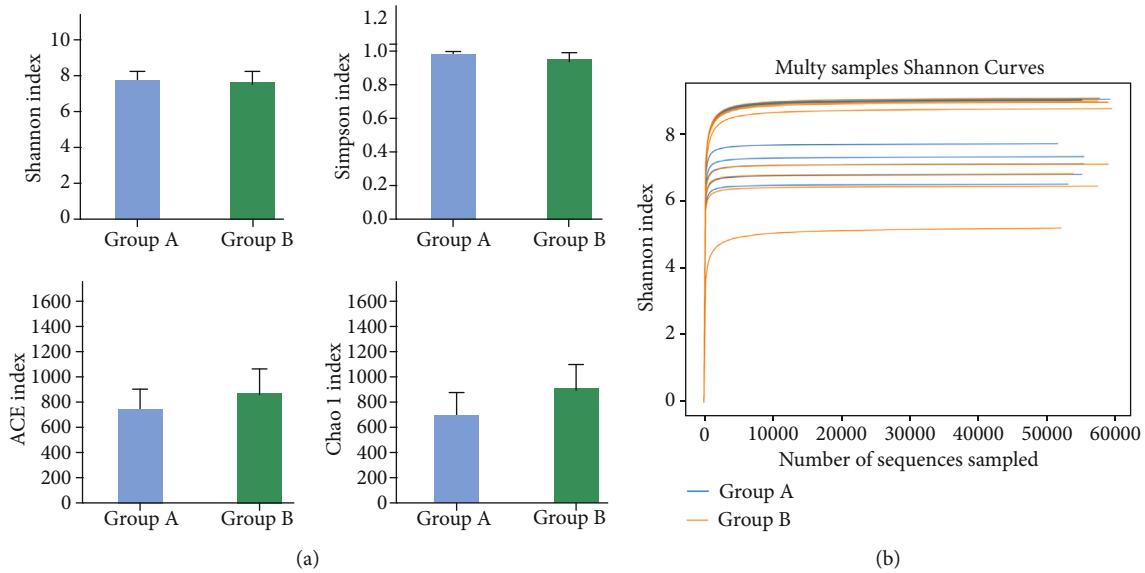 Shannon index
10
8
6
4
2
0
Group A
Group B
Simpson index
1.2
1.0
0.8
0.6
0.4
0.2
0.0
Group A
Group B
ACE index
1600
1400
1200
1000
800
600
400
200
0
Group A
Group B
Chao 1 index
1600
1400
1200
1000
800
600
400
200
0
Group A
Group B
(a)
Multy samples Shannon Curves
Shannon index
8
6
4
2
0
0
10000
20000
30000
40000
50000
60000
Number of sequences sampled
Group A
Group B
(b)